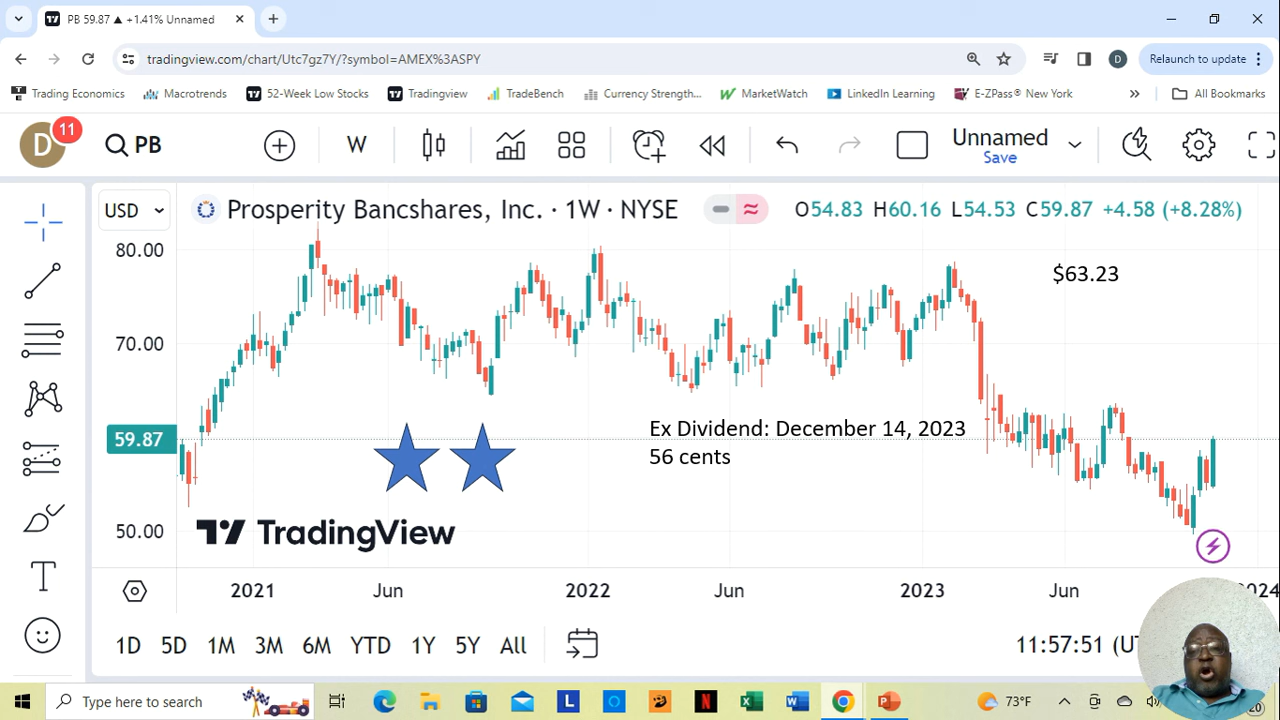 PB 59.87 ▲ +1.41% Unnamed
tradingview.com/chart/Utc7gz7Y/?symbol=AMEX%3ASPY
D
Relaunch to update
Trading Economics
Macrotrends
52-Week Low Stocks
Tradingview
TradeBench
Currency Strength...
MarketWatch
LinkedIn Learning
E-ZPass® New York
All Bookmarks
D
11
PB
W
Unnamed
Save
USD
Prosperity Bancshares, Inc. · 1W · NYSE
O54.83 H60.16 L54.53 C59.87 +4.58 (+8.28%)
80.00
$63.23
70.00
Ex Dividend: December 14, 2023
59.87
56 cents
50.00
TradingView
2021
Jun
2022
Jun
2023
Jun
1D
5D
1M
3M
6M
YTD
1Y
5Y
All
11:57:51
Type here to search
73°F